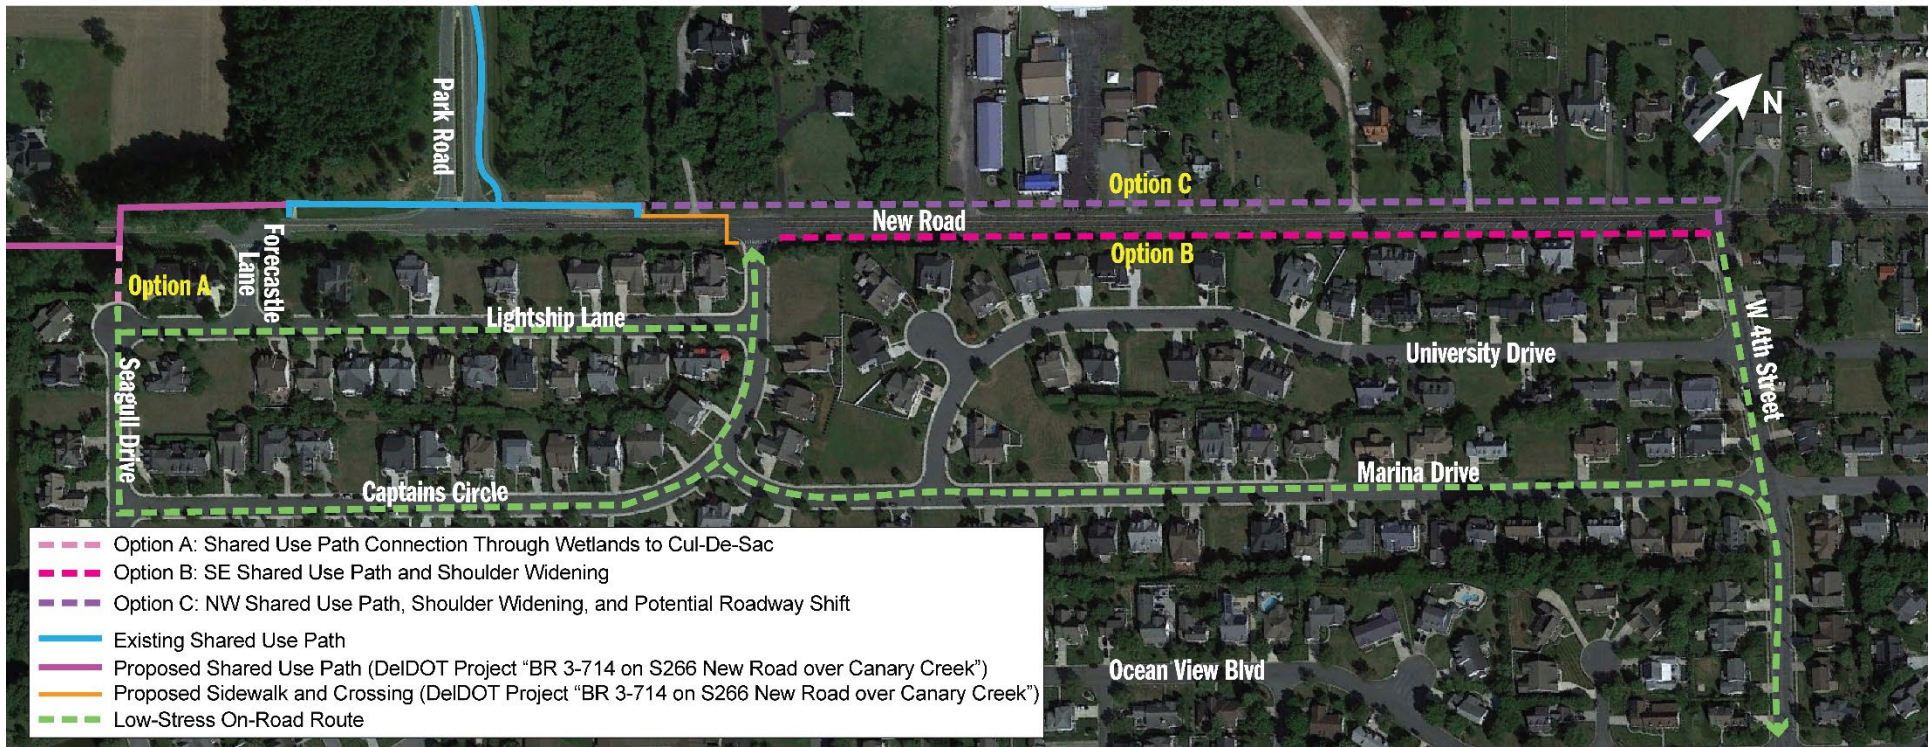 Park Road
N
Option C
New Road
Option B
Forecastle
Lane
Option A
Lightship Lane
University Drive
W 4th Street
Seagull Drive
Captains Circle
Marina Drive
Option A: Shared Use Path Connection Through Wetlands to Cul-De-Sac
Option B: SE Shared Use Path and Shoulder Widening
Option C: NW Shared Use Path, Shoulder Widening, and Potential Roadway Shift
Existing Shared Use Path
Proposed Shared Use Path (DelDOT Project “BR 3-714 on S266 New Road over Canary Creek”)
Proposed Sidewalk and Crossing (DelDOT Project “BR 3-714 on S266 New Road over Canary Creek”)
Low-Stress On-Road Route
Ocean View Blvd